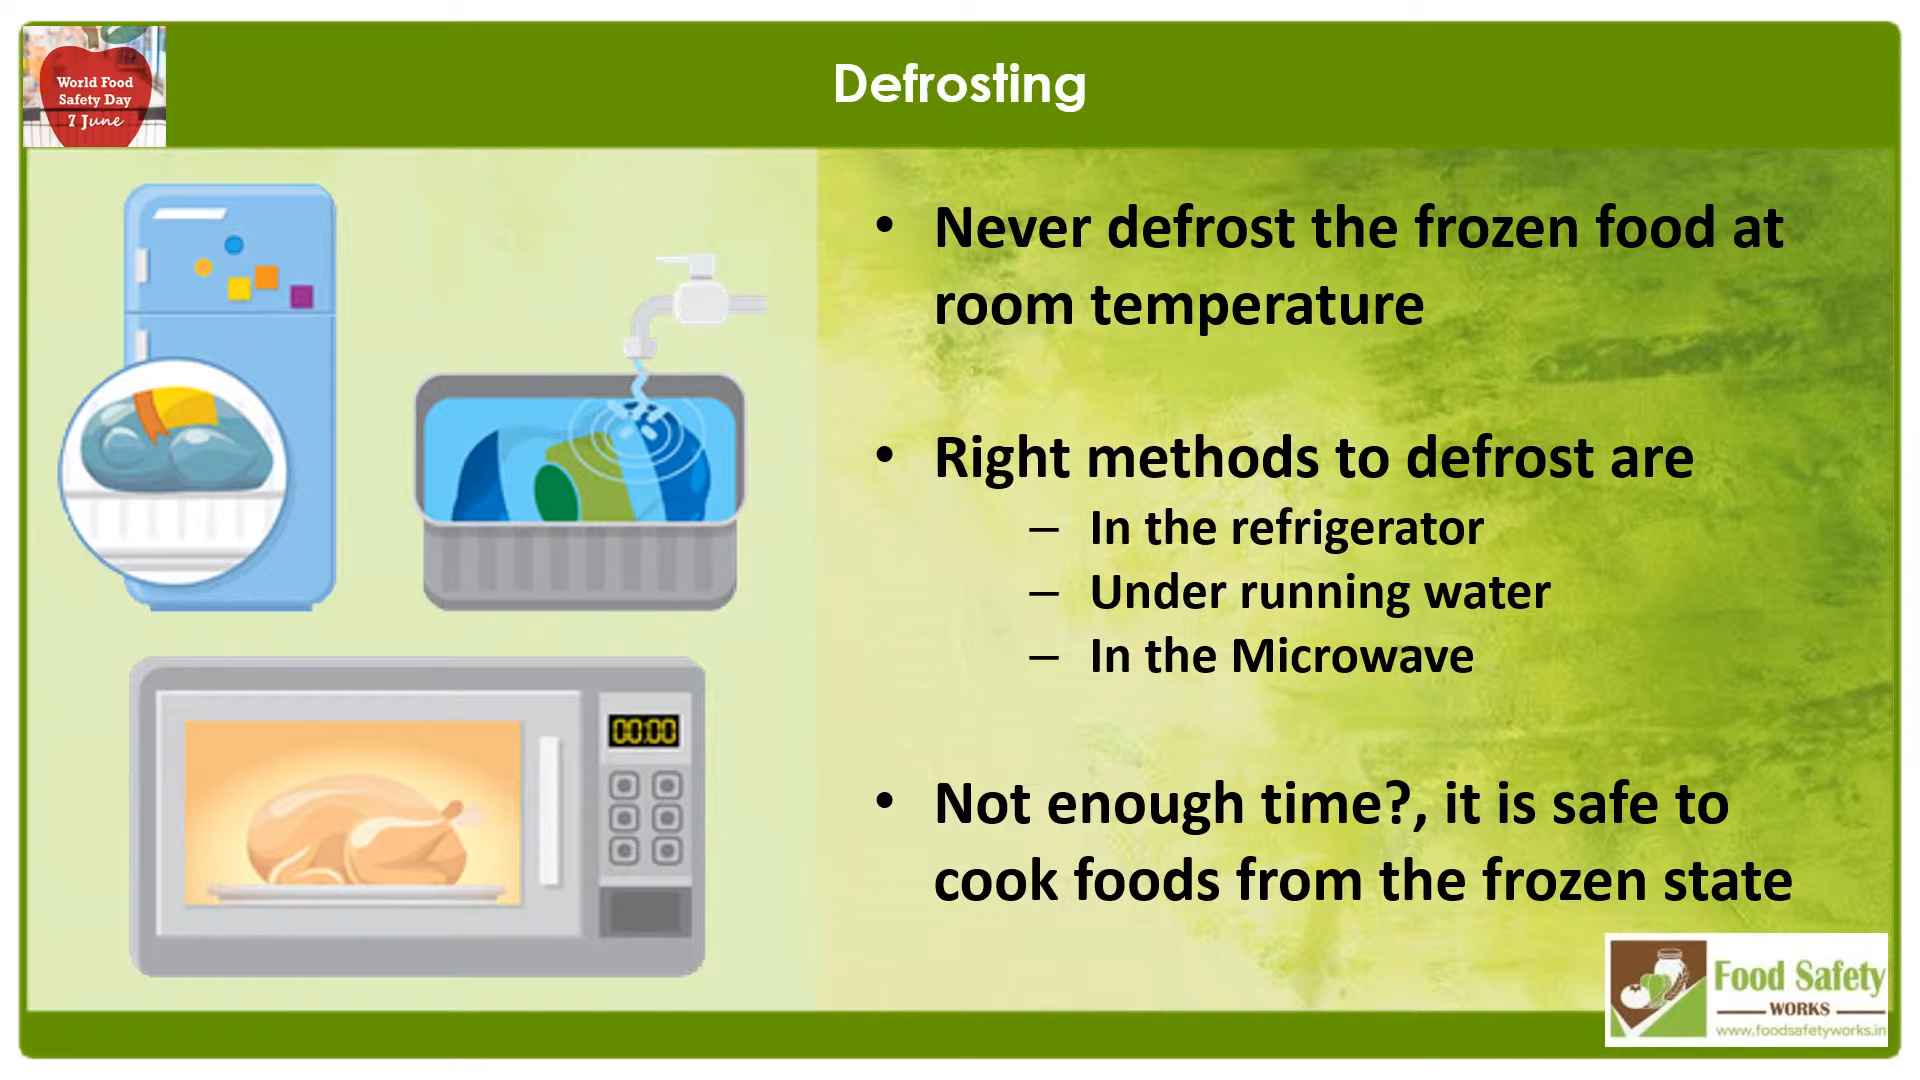 World Food
Safety Day
7 June
Defrosting
• Never defrost the frozen food at
room temperature
• Right methods to defrost are
– In the refrigerator
– Under running water
– In the Microwave
00:00
• Not enough time?, it is safe to
cook foods from the frozen state
Food Safety
WORKS
www.foodsafetyworks.in